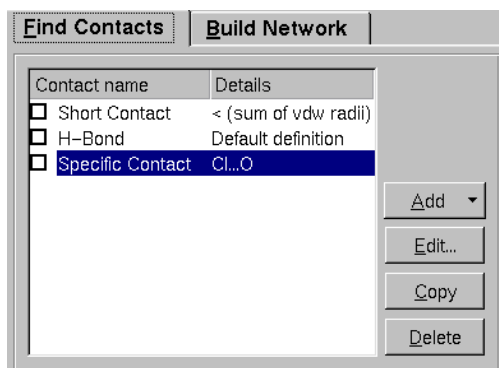 Find Contacts Build Network
Contact name Details
Short Contact < (sum of vdw radii)
H-Bond Default definition
Specific Contact Cl...O
Add
Edit...
Copy
Delete